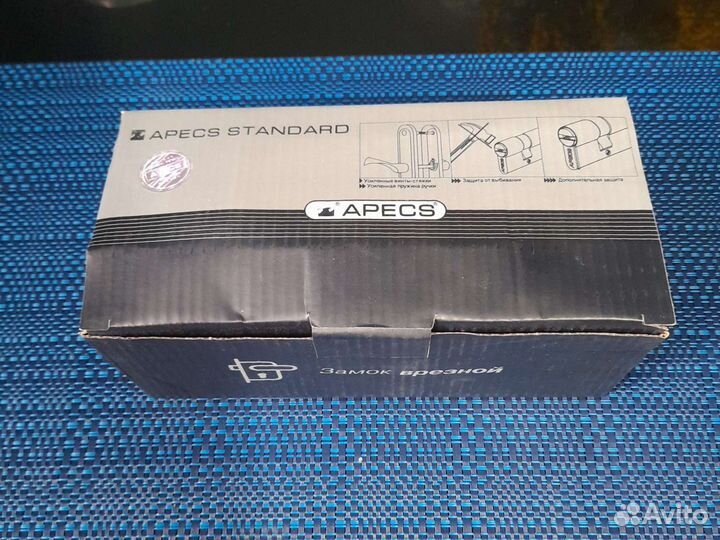 APECS STANDARD
Усиленные винты-стяжки
Усиленная пружина ручки
Защита от выбивания
Дополнительная защита
APECS
Замок врезной
Avito